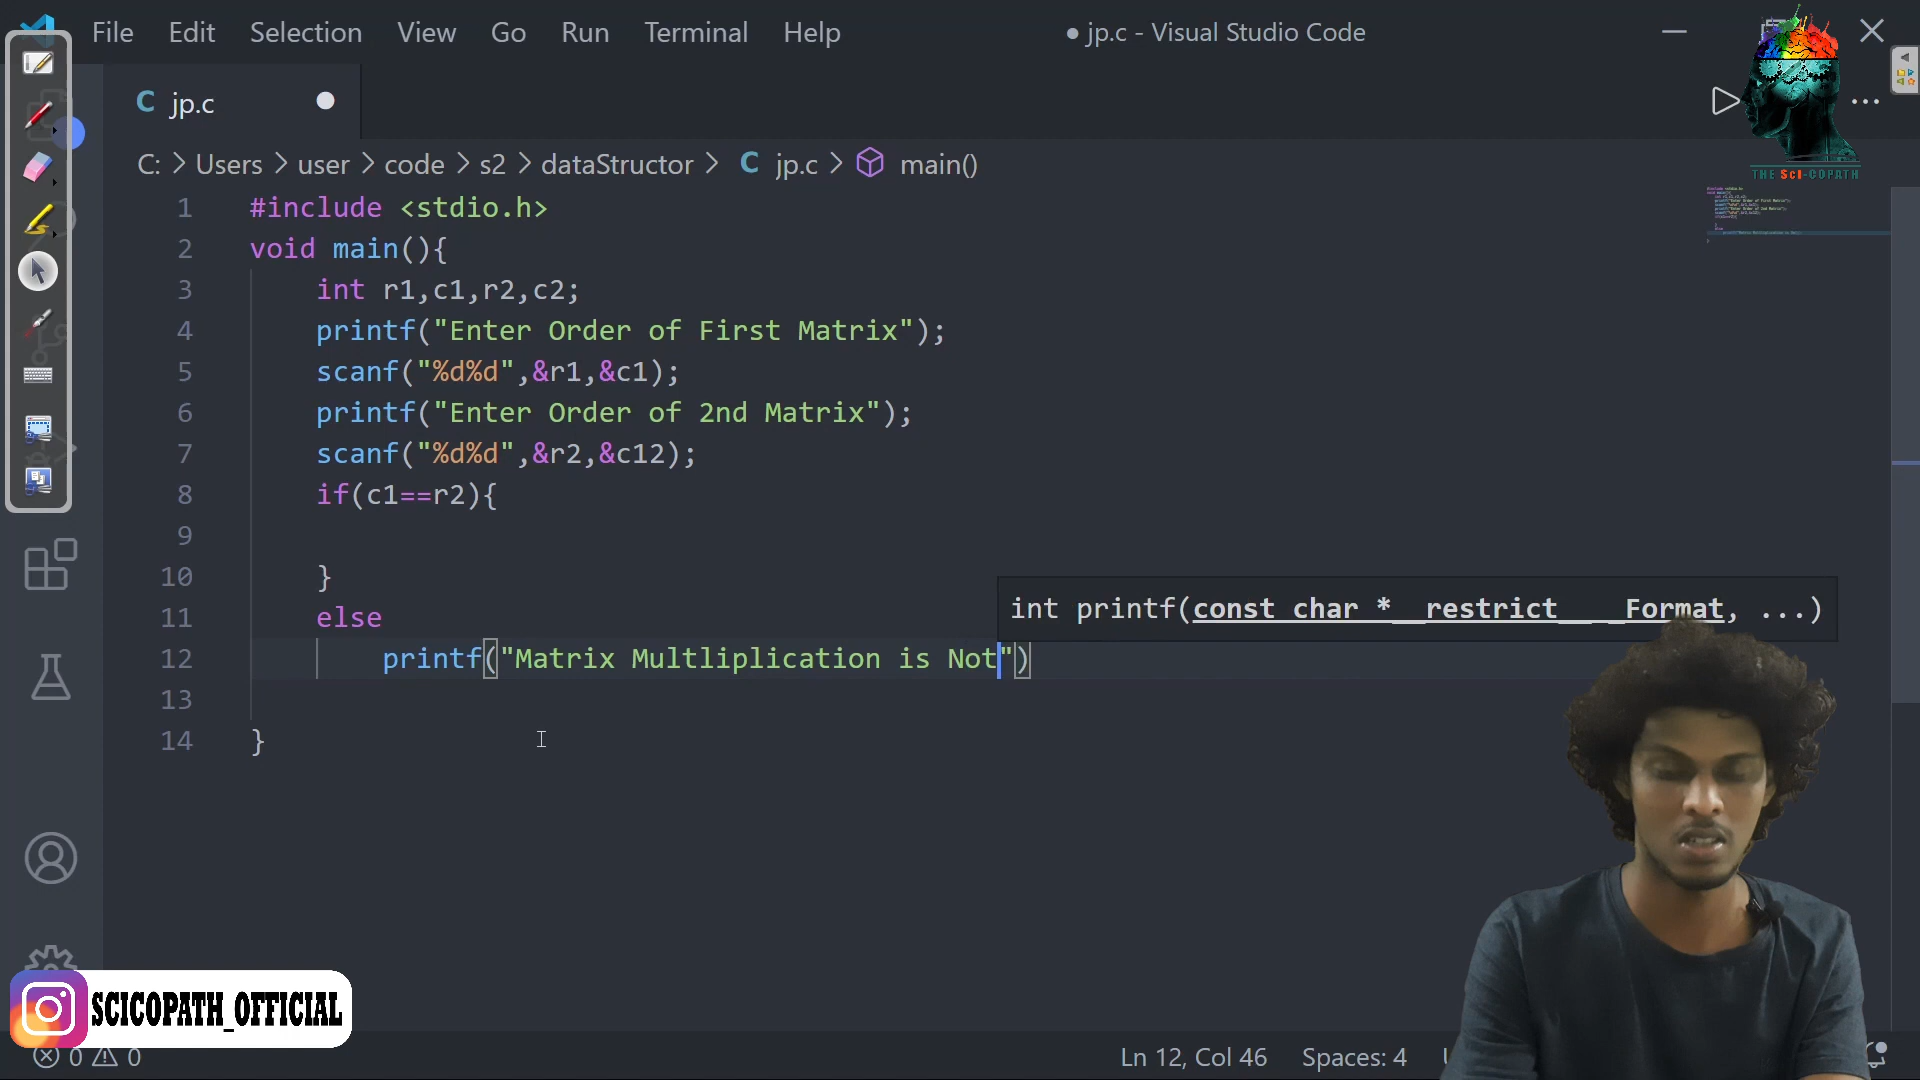 File Edit Selection View Go Run Terminal Help
● jp.c - Visual Studio Code
C jp.c
THE SCI-COPATH
C: > Users > user > code > s2 > dataStructor > C jp.c > main()
1 #include <stdio.h>
2 void main(){
3 int r1,c1,r2,c2;
4 printf("Enter Order of First Matrix");
5 scanf("%d%d",&r1,&c1);
6 printf("Enter Order of 2nd Matrix");
7 scanf("%d%d",&r2,&c12);
8 if(c1==r2){
9
10 }
int printf(const char *__restrict__ _Format, ...)
11 else
12 printf("Matrix Multliplication is Not")
13
14 }
SCICOPATH_OFFICIAL
0 0
Ln 12, Col 46 Spaces: 4